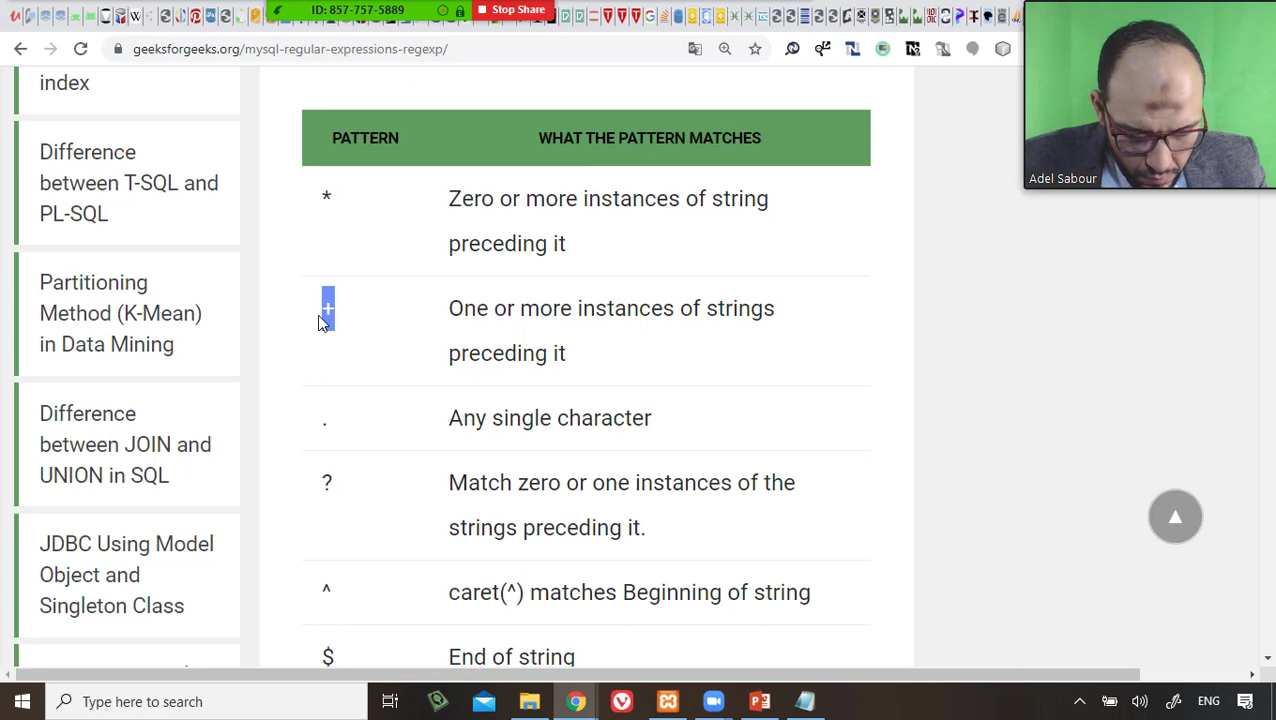 ID: 857-757-5889
Stop Share
geeksforgeeks.org/mysql-regular-expressions-regexp/
Adel Sabour
index
Difference
between T-SQL and
PL-SQL
Partitioning
Method (K-Mean)
in Data Mining
Difference
between JOIN and
UNION in SQL
JDBC Using Model
Object and
Singleton Class
PATTERN WHAT THE PATTERN MATCHES
* Zero or more instances of string
preceding it
+ One or more instances of strings
preceding it
. Any single character
? Match zero or one instances of the
strings preceding it.
^ caret(^) matches Beginning of string
$ End of string
Type here to search
ENG